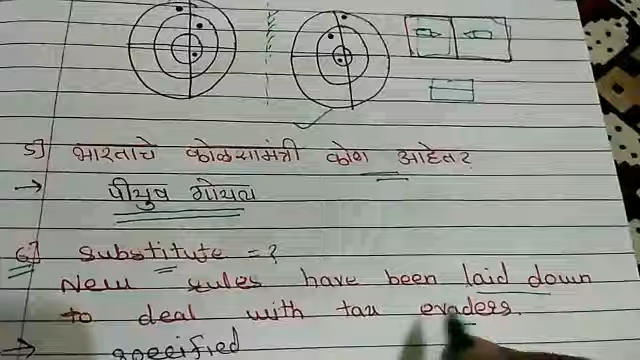 5] भारताचे कोळसामंत्री कोण आहेत?
→ पीयुष गोयल
6] Substitute = ?
New rules have been laid down
to deal with tax evaders.
→ specified